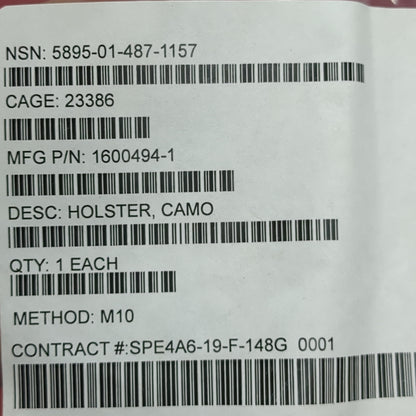 NSN: 5895-01-487-1157
CAGE: 23386
MFG P/N: 1600494-1
DESC: HOLSTER, CAMO
QTY: 1 EACH
METHOD: M10
CONTRACT #:SPE4A6-19-F-148G 0001